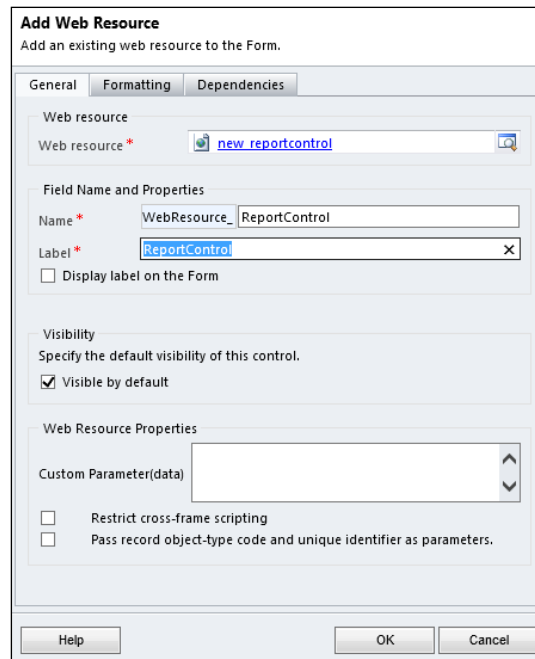 Add Web Resource
Add an existing web resource to the Form.
General Formatting Dependencies
Web resource
Web resource * new_reportcontrol
Field Name and Properties
Name * WebResource_ ReportControl
Label * ReportControl
Display label on the Form
Visibility
Specify the default visibility of this control.
Visible by default
Web Resource Properties
Custom Parameter(data)
Restrict cross-frame scripting
Pass record object-type code and unique identifier as parameters.
Help OK Cancel